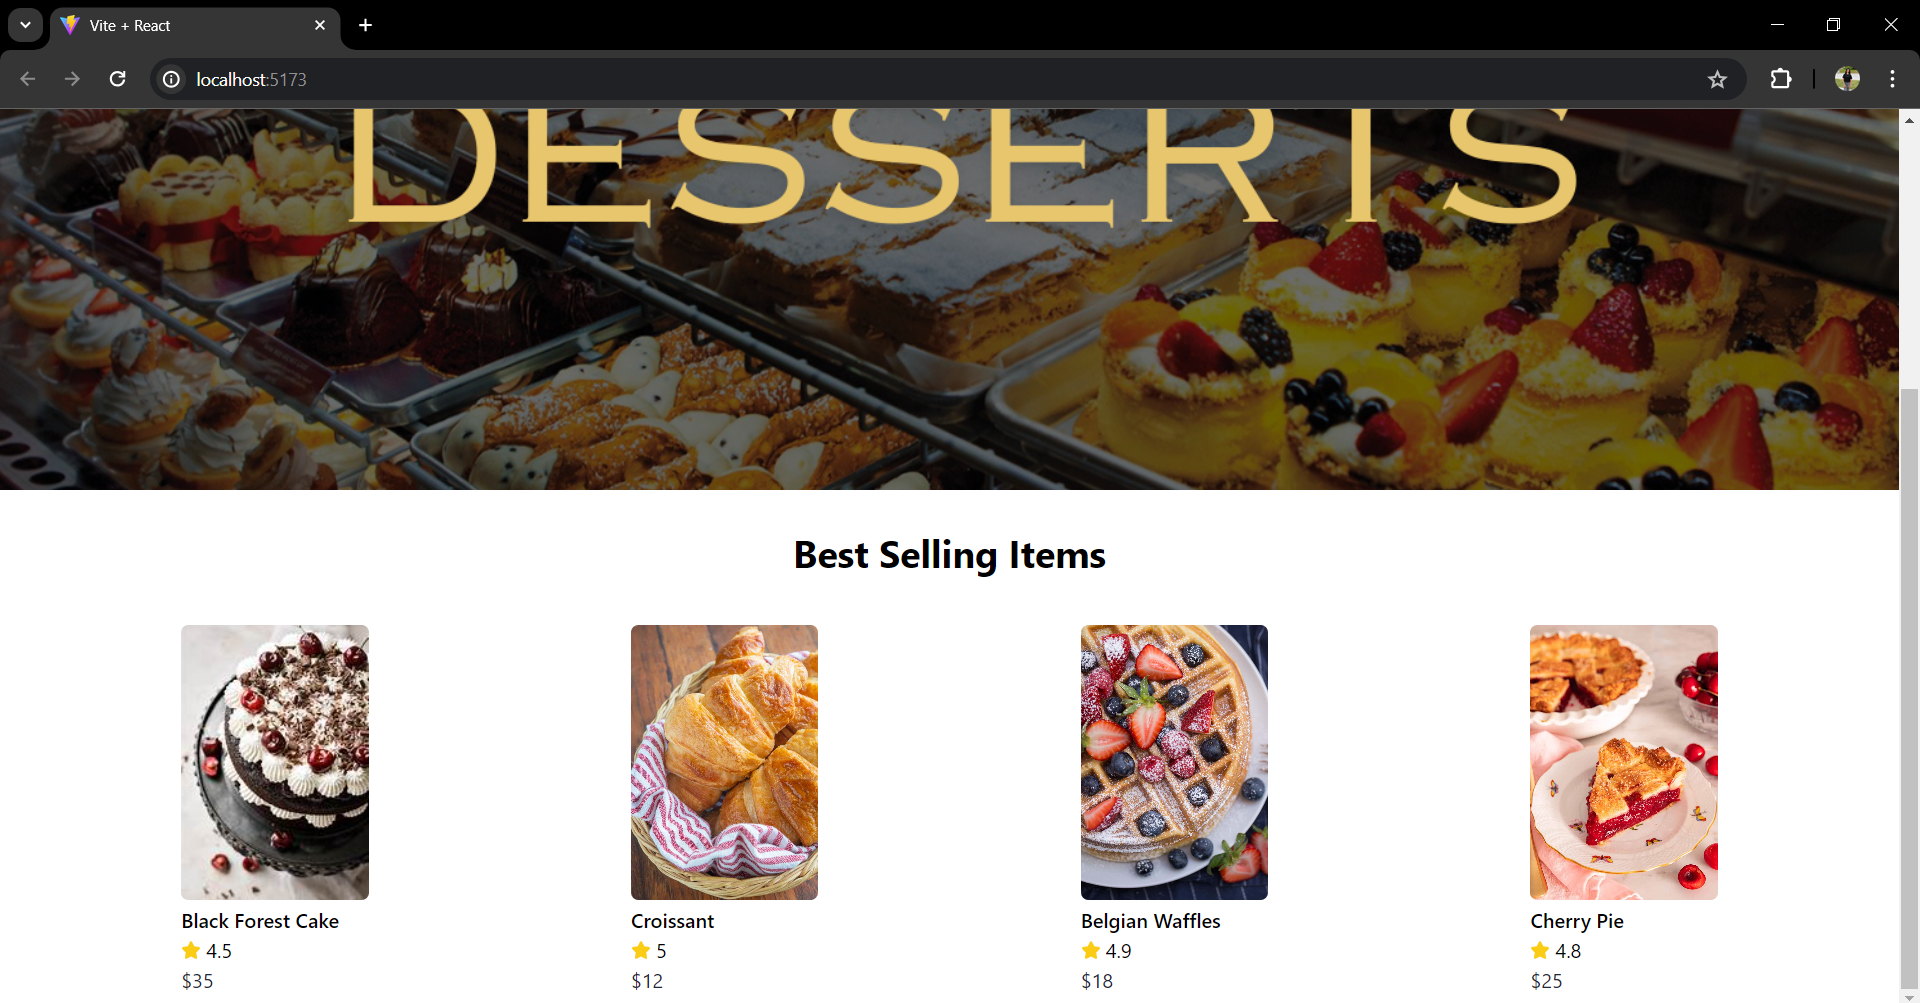 Vite + React
localhost:5173
DESSERTS
Best Selling Items
Black Forest Cake
4.5
$35
Croissant
5
$12
Belgian Waffles
4.9
$18
Cherry Pie
4.8
$25